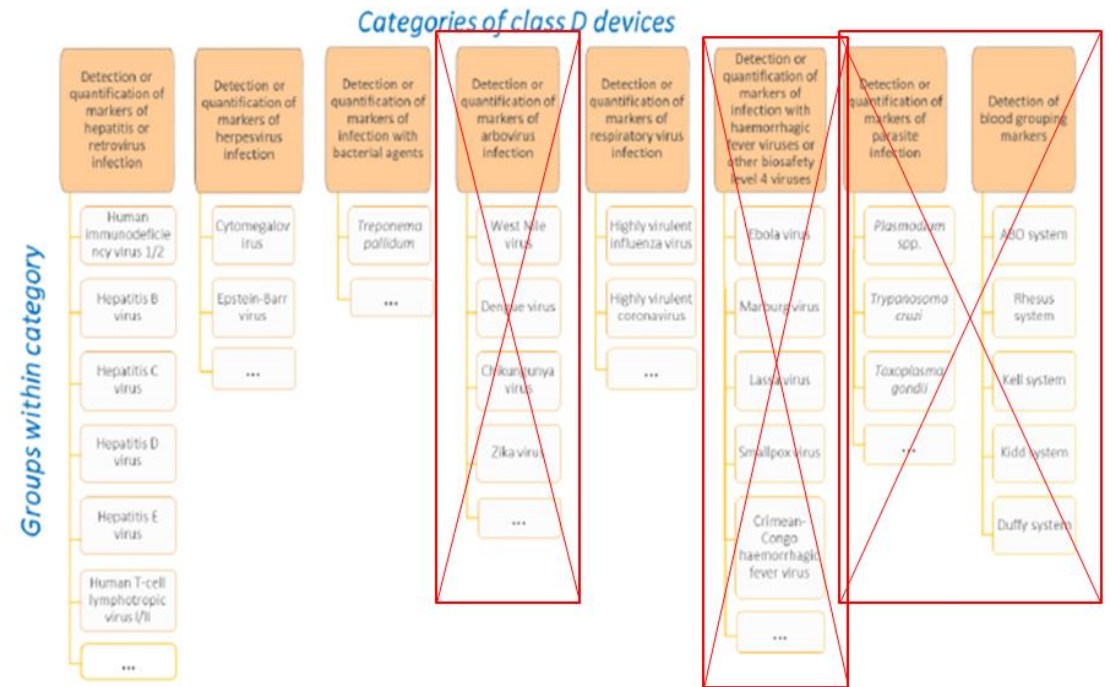 Categories of class D devices
Groups within category
Detection or
quantification of
markers of
hepatitis or
retrovirus
infection
Human
immunodeficie
ncy virus 1/2
Hepatitis B
virus
Hepatitis C
virus
Hepatitis D
virus
Hepatitis E
virus
Human T-cell
lymphotropic
virus I/II
...
Detection or
quantification of
markers of
herpesvirus
infection
Cytomegalov
irus
Epstein-Barr
virus
...
Detection or
quantification of
markers of
infection with
bacterial agents
Treponema
pallidum
...
Detection or
quantification of
markers of
arbovirus
infection
West Nile
virus
Dengue virus
Chikungunya
virus
Zika virus
...
Detection or
quantification of
markers of
respiratory virus
infection
Highly virulent
influenza virus
Highly virulent
coronavirus
...
Detection or
quantification of
markers of
infection with
haemorrhagic
fever viruses or
other biosafety
level 4 viruses
Ebola virus
Marburg virus
Lassa virus
Smallpox virus
Crimean-
Congo
haemorrhagic
fever virus
...
Detection or
quantification of
markers of
parasite
infection
Plasmodium
spp.
Trypanosoma
cruzi
Toxoplasma
gondii
...
Detection of
blood grouping
markers
ABO system
Rhesus
system
Kell system
Kidd system
Duffy system